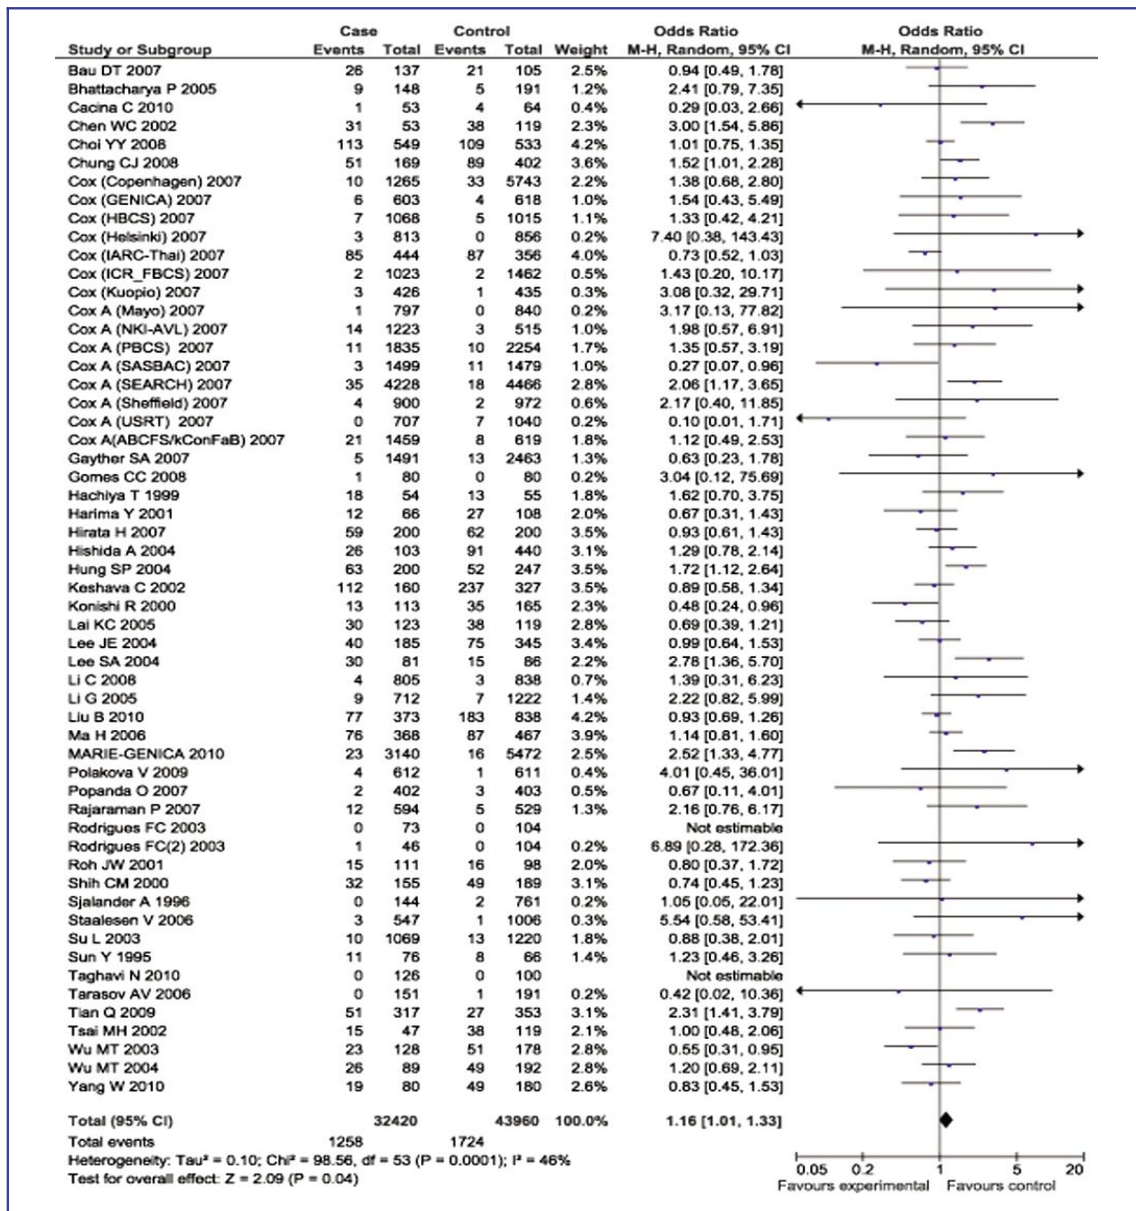 Case Control Odds Ratio Odds Ratio
Study or Subgroup Events Total Events Total Weight M-H, Random, 95% CI M-H, Random, 95% CI
Bau DT 2007 26 137 21 105 2.5% 0.94 [0.49, 1.78]
Bhattacharya P 2005 9 148 5 191 1.2% 2.41 [0.79, 7.35]
Cacina C 2010 1 53 4 64 0.4% 0.29 [0.03, 2.66]
Chen WC 2002 31 53 38 119 2.3% 3.00 [1.54, 5.86]
Choi YY 2008 113 549 109 533 4.2% 1.01 [0.75, 1.35]
Chung CJ 2008 51 169 89 402 3.6% 1.52 [1.01, 2.28]
Cox (Copenhagen) 2007 10 1265 33 5743 2.2% 1.38 [0.68, 2.80]
Cox (GENICA) 2007 6 603 4 618 1.0% 1.54 [0.43, 5.49]
Cox (HBCS) 2007 7 1068 5 1015 1.1% 1.33 [0.42, 4.21]
Cox (Helsinki) 2007 3 813 0 856 0.2% 7.40 [0.38, 143.43]
Cox (IARC-Thai) 2007 85 444 87 356 4.0% 0.73 [0.52, 1.03]
Cox (ICR_FBCS) 2007 2 1023 2 1462 0.5% 1.43 [0.20, 10.17]
Cox (Kuopio) 2007 3 426 1 435 0.3% 3.08 [0.32, 29.71]
Cox A (Mayo) 2007 1 797 0 840 0.2% 3.17 [0.13, 77.82]
Cox A (NKI-AVL) 2007 14 1223 3 515 1.0% 1.98 [0.57, 6.91]
Cox A (PBCS) 2007 11 1835 10 2254 1.7% 1.35 [0.57, 3.19]
Cox A (SASBAC) 2007 3 1499 11 1479 1.0% 0.27 [0.07, 0.96]
Cox A (SEARCH) 2007 35 4228 18 4466 2.8% 2.06 [1.17, 3.65]
Cox A (Sheffield) 2007 4 900 2 972 0.6% 2.17 [0.40, 11.85]
Cox A (USRT) 2007 0 707 7 1040 0.2% 0.10 [0.01, 1.71]
Cox A(ABCFS/kConFaB) 2007 21 1459 8 619 1.8% 1.12 [0.49, 2.53]
Gayther SA 2007 5 1491 13 2463 1.3% 0.63 [0.23, 1.78]
Gomes CC 2008 1 80 0 80 0.2% 3.04 [0.12, 75.69]
Hachiya T 1999 18 54 13 55 1.8% 1.62 [0.70, 3.75]
Harima Y 2001 12 66 27 108 2.0% 0.67 [0.31, 1.43]
Hirata H 2007 59 200 62 200 3.5% 0.93 [0.61, 1.43]
Hishida A 2004 26 103 91 440 3.1% 1.29 [0.78, 2.14]
Hung SP 2004 63 200 52 247 3.5% 1.72 [1.12, 2.64]
Keshava C 2002 112 160 237 327 3.5% 0.89 [0.58, 1.34]
Konishi R 2000 13 113 35 165 2.3% 0.48 [0.24, 0.96]
Lai KC 2005 30 123 38 119 2.8% 0.69 [0.39, 1.21]
Lee JE 2004 40 185 75 345 3.4% 0.99 [0.64, 1.53]
Lee SA 2004 30 81 15 86 2.2% 2.78 [1.36, 5.70]
Li C 2008 4 805 3 838 0.7% 1.39 [0.31, 6.23]
Li G 2005 9 712 7 1222 1.4% 2.22 [0.82, 5.99]
Liu B 2010 77 373 183 838 4.2% 0.93 [0.69, 1.26]
Ma H 2006 76 368 87 467 3.9% 1.14 [0.81, 1.60]
MARIE-GENICA 2010 23 3140 16 5472 2.5% 2.52 [1.33, 4.77]
Polakova V 2009 4 612 1 611 0.4% 4.01 [0.45, 36.01]
Popanda O 2007 2 402 3 403 0.5% 0.67 [0.11, 4.01]
Rajaraman P 2007 12 594 5 529 1.3% 2.16 [0.76, 6.17]
Rodrigues FC 2003 0 73 0 104 Not estimable
Rodrigues FC(2) 2003 1 46 0 104 0.2% 6.89 [0.28, 172.36]
Roh JW 2001 15 111 16 98 2.0% 0.80 [0.37, 1.72]
Shih CM 2000 32 155 49 189 3.1% 0.74 [0.45, 1.23]
Sjalander A 1996 0 144 2 761 0.2% 1.05 [0.05, 22.01]
Staalesen V 2006 3 547 1 1006 0.3% 5.54 [0.58, 53.41]
Su L 2003 10 1069 13 1220 1.8% 0.88 [0.38, 2.01]
Sun Y 1995 11 76 8 66 1.4% 1.23 [0.46, 3.26]
Taghavi N 2010 0 126 0 100 Not estimable
Tarasov AV 2006 0 151 1 191 0.2% 0.42 [0.02, 10.36]
Tian Q 2009 51 317 27 353 3.1% 2.31 [1.41, 3.79]
Tsai MH 2002 15 47 38 119 2.1% 1.00 [0.48, 2.06]
Wu MT 2003 23 128 51 178 2.8% 0.55 [0.31, 0.95]
Wu MT 2004 26 89 49 192 2.8% 1.20 [0.69, 2.11]
Yang W 2010 19 80 49 180 2.6% 0.83 [0.45, 1.53]
Total (95% CI) 32420 43960 100.0% 1.16 [1.01, 1.33]
Total events 1258 1724
Heterogeneity: Tau² = 0.10; Chi² = 98.56, df = 53 (P = 0.0001); I² = 46%
Test for overall effect: Z = 2.09 (P = 0.04)
0.05 0.2 1 5 20
Favours experimental Favours control